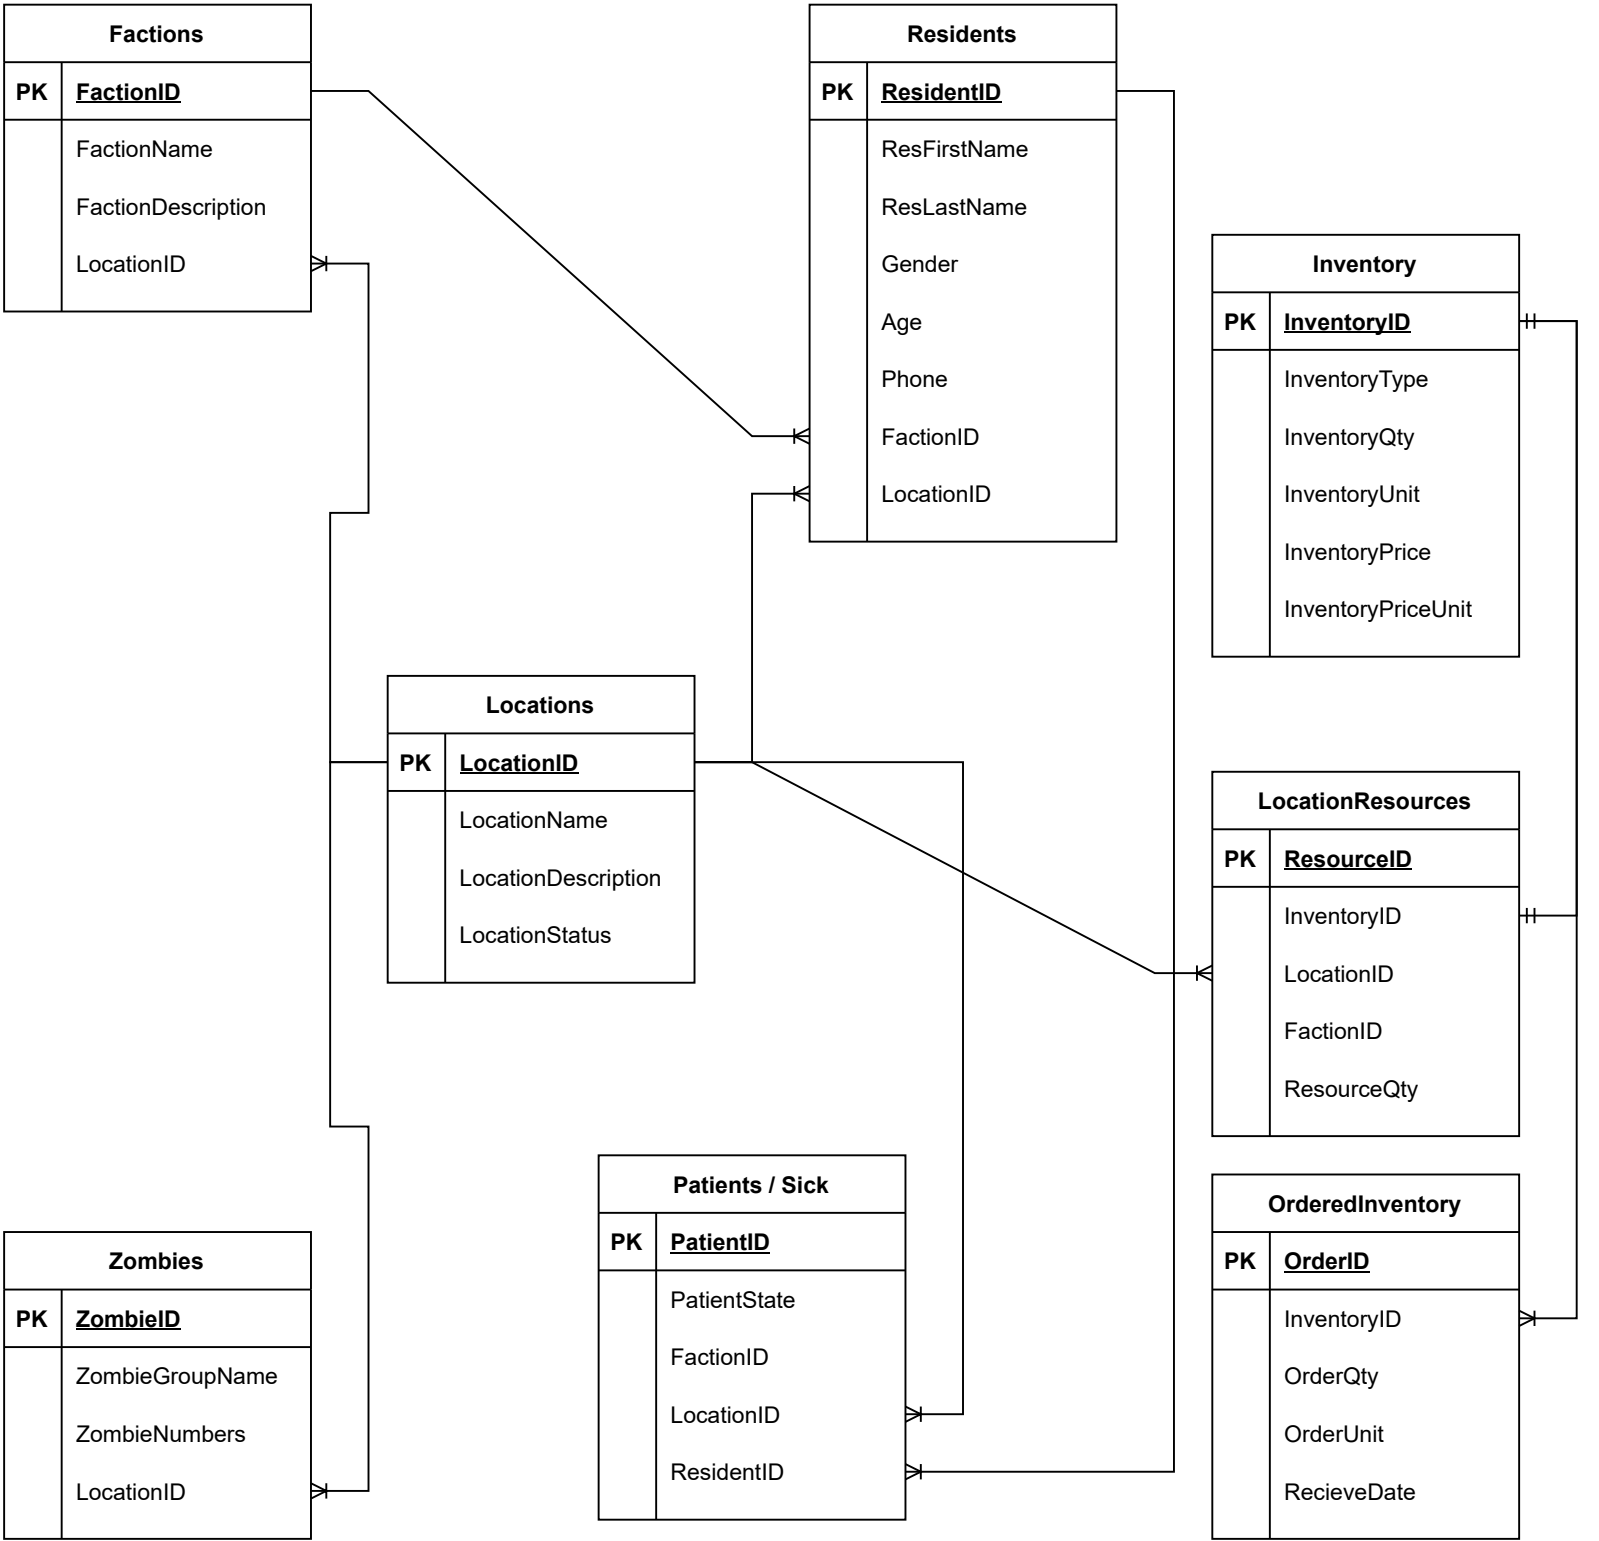 Factions
PK FactionID
FactionName
FactionDescription
LocationID
Residents
PK ResidentID
ResFirstName
ResLastName
Gender
Age
Phone
FactionID
LocationID
Inventory
PK InventoryID
InventoryType
InventoryQty
InventoryUnit
InventoryPrice
InventoryPriceUnit
Locations
PK LocationID
LocationName
LocationDescription
LocationStatus
LocationResources
PK ResourceID
InventoryID
LocationID
FactionID
ResourceQty
Patients / Sick
PK PatientID
PatientState
FactionID
LocationID
ResidentID
OrderedInventory
PK OrderID
InventoryID
OrderQty
OrderUnit
RecieveDate
Zombies
PK ZombieID
ZombieGroupName
ZombieNumbers
LocationID